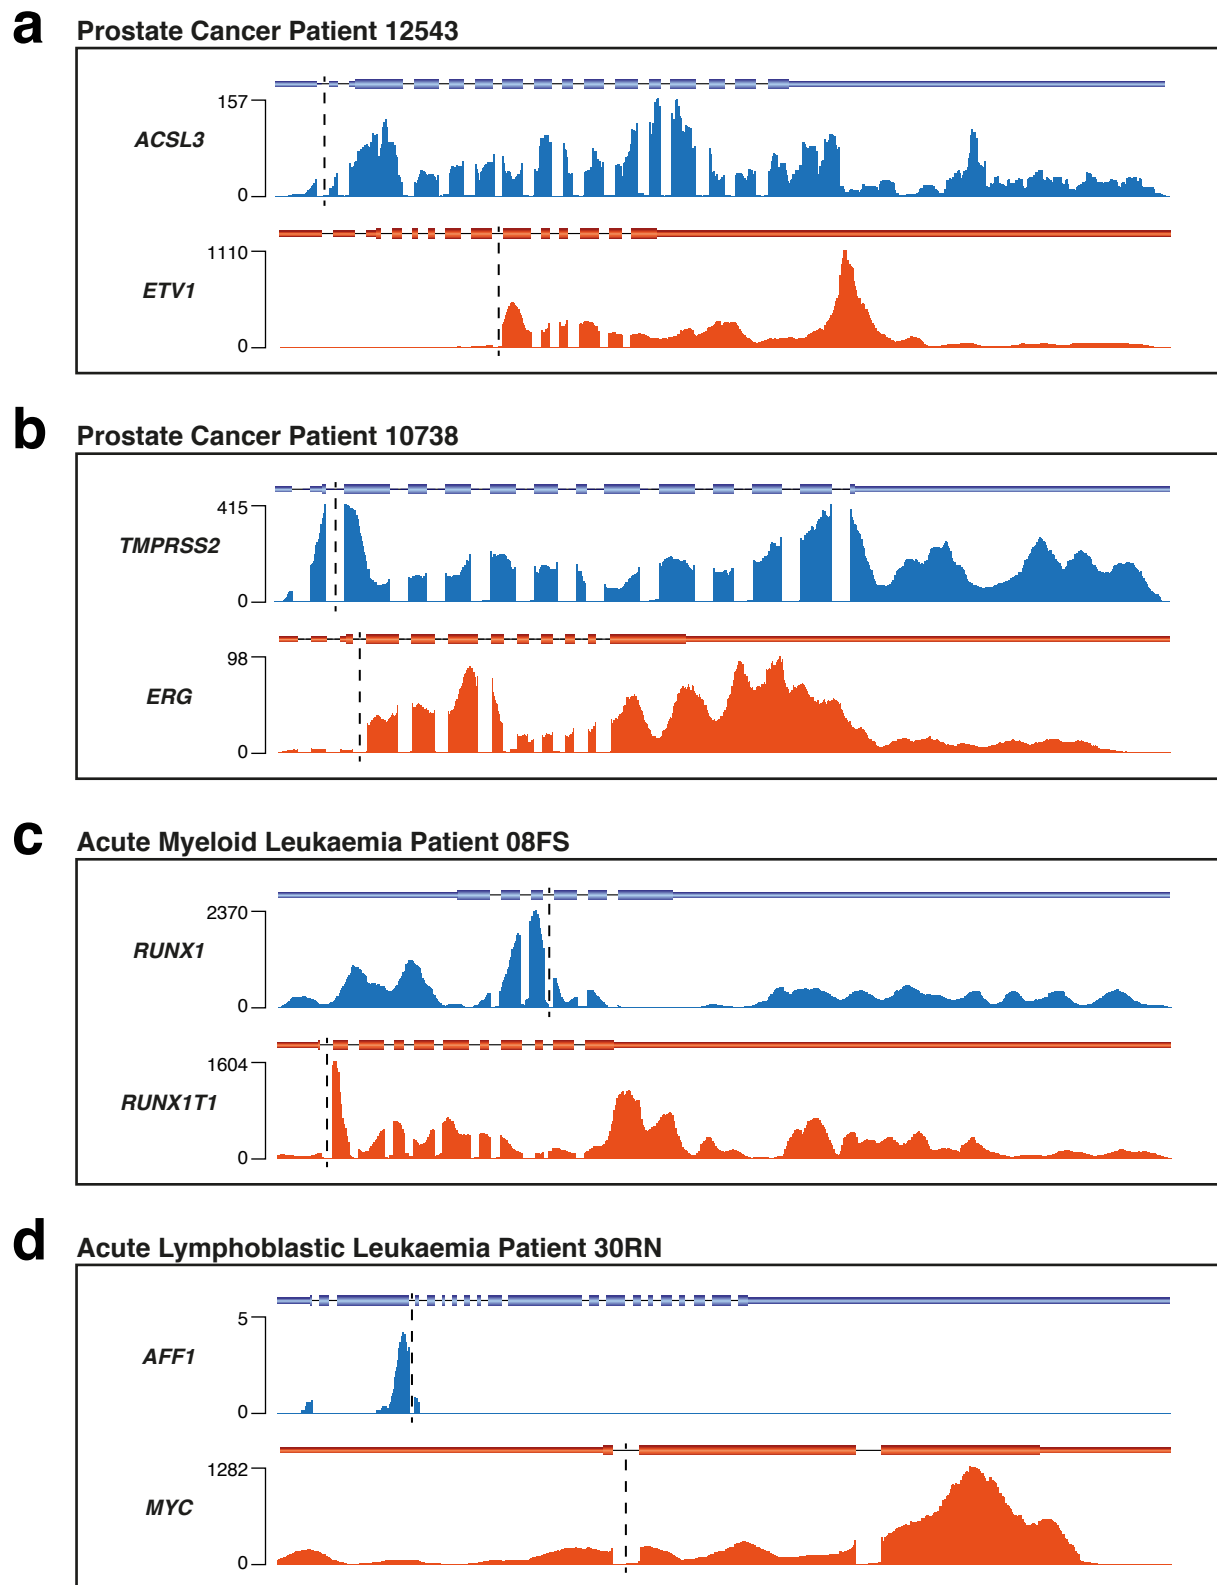 a Prostate Cancer Patient 12543
157
ACSL3
0
1110
ETV1
0
b Prostate Cancer Patient 10738
415
TMPRSS2
0
98
ERG
0
c Acute Myeloid Leukaemia Patient 08FS
2370
RUNX1
0
1604
RUNX1T1
0
d Acute Lymphoblastic Leukaemia Patient 30RN
5
AFF1
0
1282
MYC
0